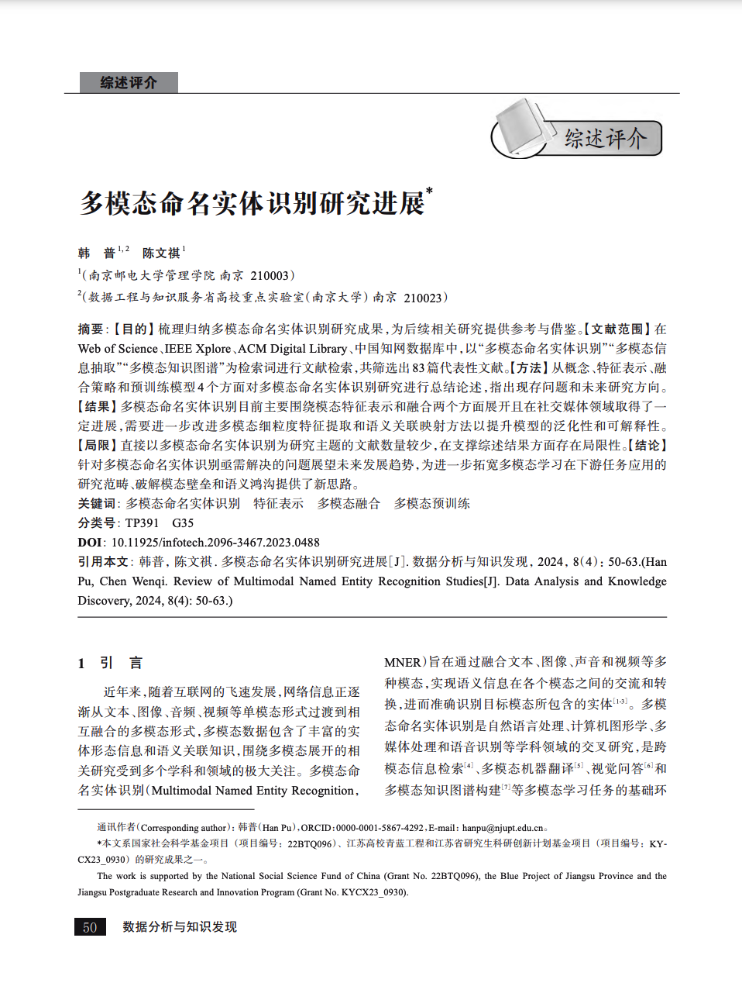 综述评介
综述评介
多模态命名实体识别研究进展*
韩 普1,2 陈文祺1
1(南京邮电大学管理学院 南京 210003)
2(数据工程与知识服务省高校重点实验室(南京大学) 南京 210023)
摘要:【目的】梳理归纳多模态命名实体识别研究成果,为后续相关研究提供参考与借鉴。【文献范围】在
Web of Science、IEEE Xplore、ACM Digital Library、中国知网数据库中,以“多模态命名实体识别”“多模态信
息抽取”“多模态知识图谱”为检索词进行文献检索,共筛选出83篇代表性文献。【方法】从概念、特征表示、融
合策略和预训练模型4个方面对多模态命名实体识别研究进行总结论述,指出现存问题和未来研究方向。
【结果】多模态命名实体识别目前主要围绕模态特征表示和融合两个方面展开且在社交媒体领域取得了一
定进展,需要进一步改进多模态细粒度特征提取和语义关联映射方法以提升模型的泛化性和可解释性。
【局限】直接以多模态命名实体识别为研究主题的文献数量较少,在支撑综述结果方面存在局限性。【结论】
针对多模态命名实体识别亟需解决的问题展望未来发展趋势,为进一步拓宽多模态学习在下游任务应用的
研究范畴、破解模态壁垒和语义鸿沟提供了新思路。
关键词: 多模态命名实体识别 特征表示 多模态融合 多模态预训练
分类号: TP391 G35
DOI: 10.11925/infotech.2096-3467.2023.0488
引用本文: 韩普, 陈文祺. 多模态命名实体识别研究进展[J]. 数据分析与知识发现, 2024, 8(4): 50-63.(Han
Pu, Chen Wenqi. Review of Multimodal Named Entity Recognition Studies[J]. Data Analysis and Knowledge
Discovery, 2024, 8(4): 50-63.)
1 引 言
近年来,随着互联网的飞速发展,网络信息正逐
渐从文本、图像、音频、视频等单模态形式过渡到相
互融合的多模态形式,多模态数据包含了丰富的实
体形态信息和语义关联知识,围绕多模态展开的相
关研究受到多个学科和领域的极大关注。多模态命
名实体识别(Multimodal Named Entity Recognition,
MNER)旨在通过融合文本、图像、声音和视频等多
种模态,实现语义信息在各个模态之间的交流和转
换,进而准确识别目标模态所包含的实体[1-3]。多模
态命名实体识别是自然语言处理、计算机图形学、多
媒体处理和语音识别等学科领域的交叉研究,是跨
模态信息检索[4]、多模态机器翻译[5]、视觉问答[6]和
多模态知识图谱构建[7]等多模态学习任务的基础环
通讯作者(Corresponding author): 韩普(Han Pu),ORCID:0000-0001-5867-4292,E-mail: hanpu@njupt.edu.cn。
*本文系国家社会科学基金项目(项目编号: 22BTQ096)、江苏高校青蓝工程和江苏省研究生科研创新计划基金项目(项目编号: KY-
CX23_0930)的研究成果之一。
The work is supported by the National Social Science Fund of China (Grant No. 22BTQ096), the Blue Project of Jiangsu Province and the
Jiangsu Postgraduate Research and Innovation Program (Grant No. KYCX23_0930).
50 数据分析与知识发现